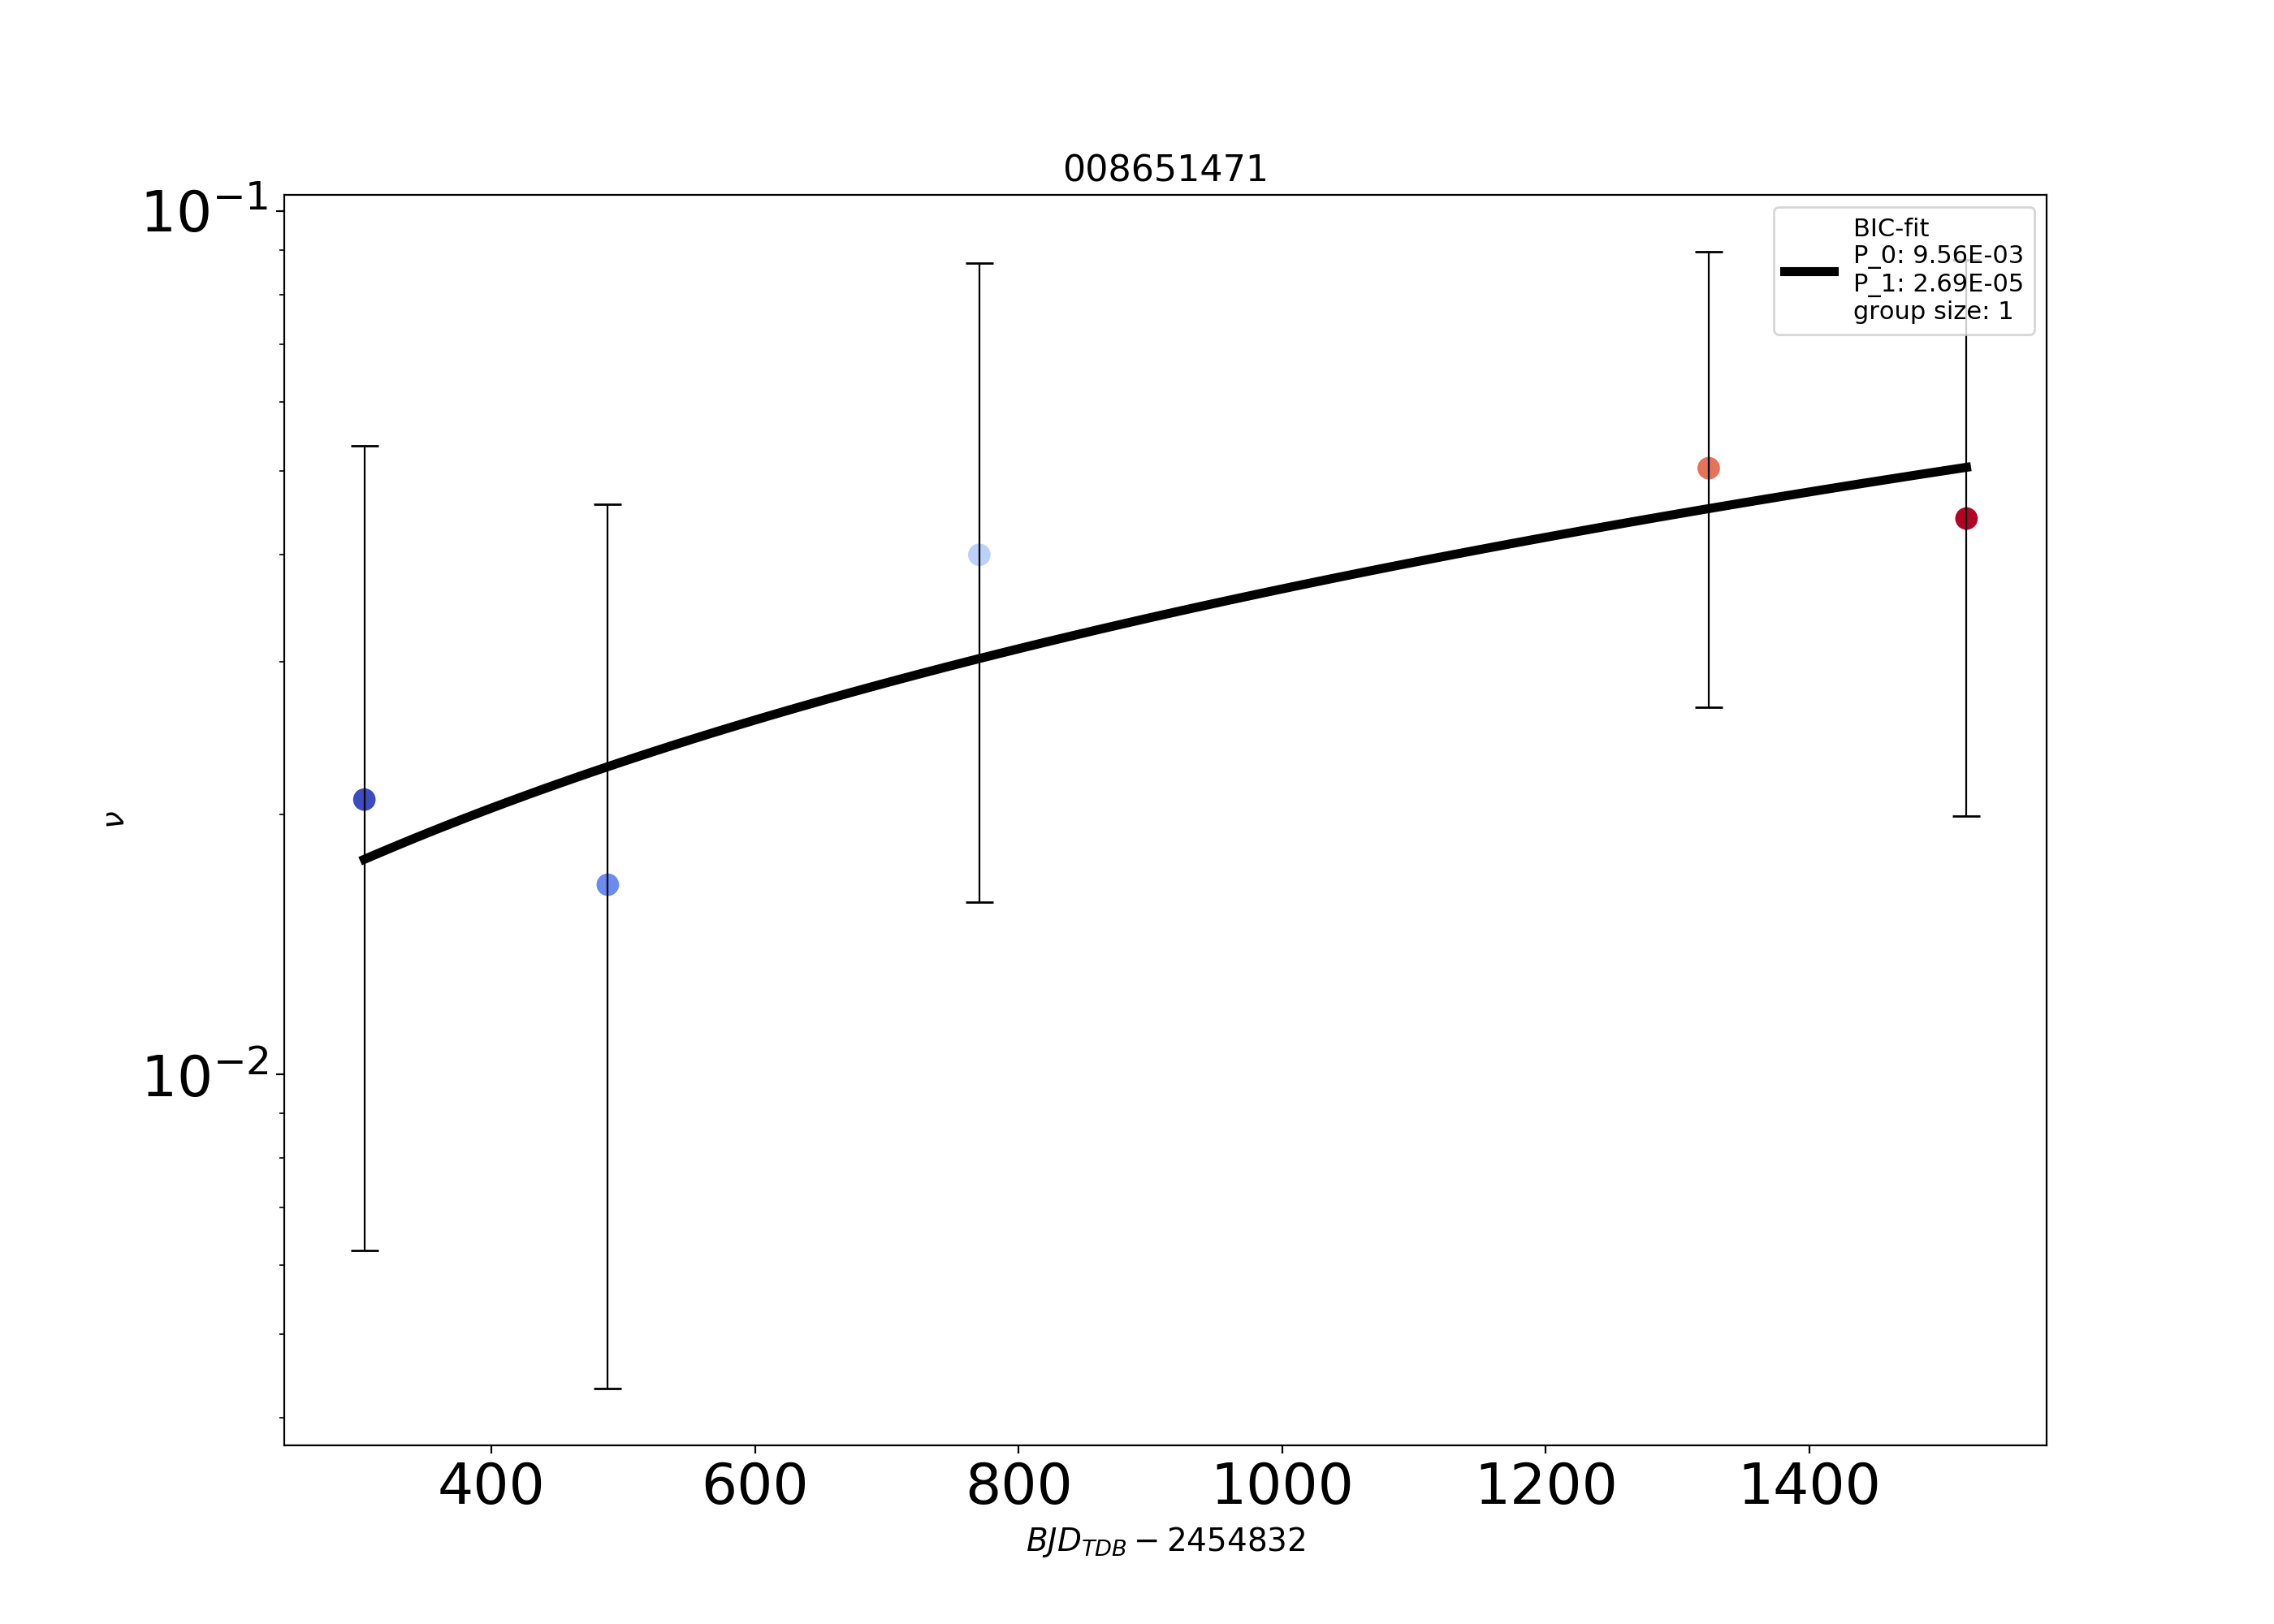 008651471
10⁻¹
BIC-fit
P_0: 9.56E-03
P_1: 2.69E-05
group size: 1
ν
10⁻²
400 600 800 1000 1200 1400
BJD_TDB − 2454832